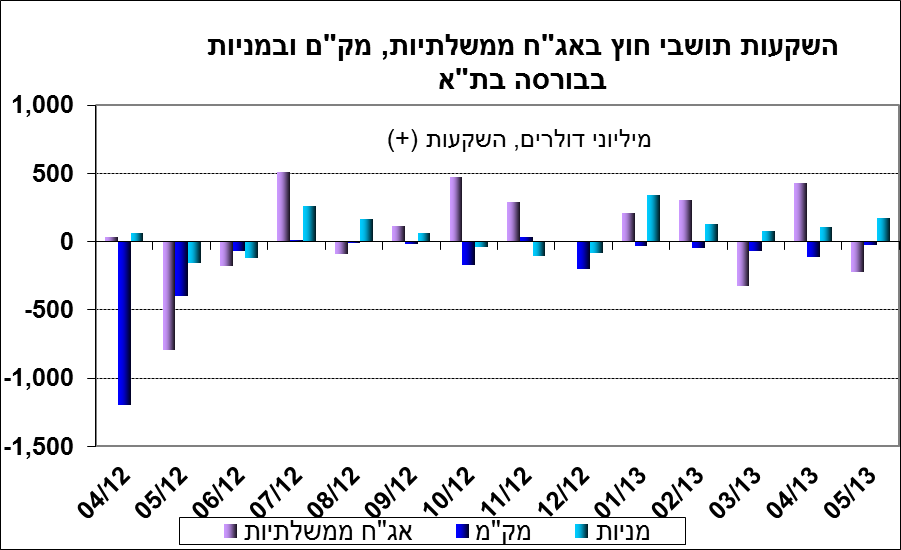 השקעות תושבי חוץ באג"ח ממשלתיות, מק"ם ובמניות
בבורסה בת"א
מיליוני דולרים, השקעות (+)
1,000
500
0
-500
-1,000
-1,500
04/12 05/12 06/12 07/12 08/12 09/12 10/12 11/12 12/12 01/13 02/13 03/13 04/13 05/13
אג"ח ממשלתיות מק"מ מניות